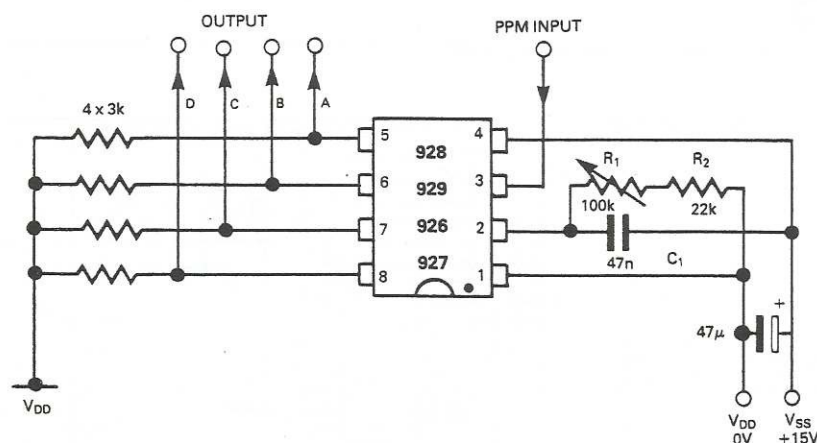 OUTPUT
PPM INPUT
D
C
B
A
4 x 3k
5
928
4
R1
R2
6
929
3
100k
22k
7
926
2
47n
C1
8
927
1
47µ
+
VDD
VDD
0V
VSS
+15V